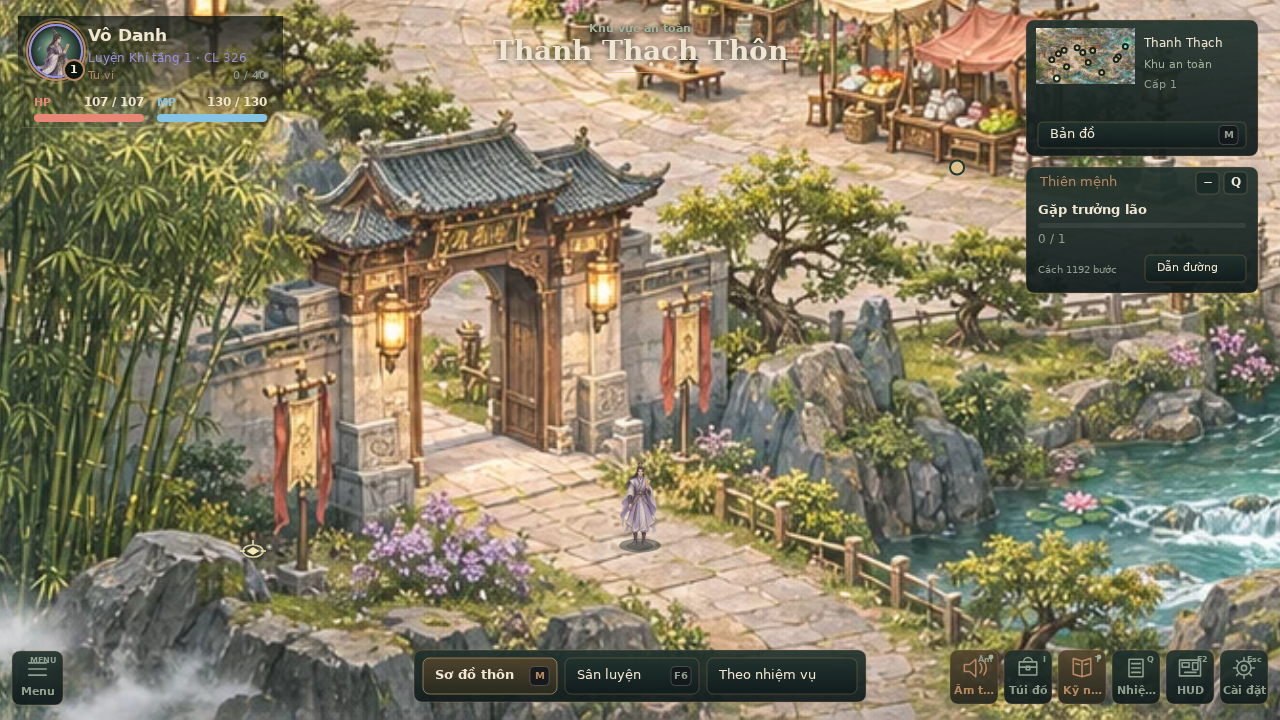 Vô Danh
Luyện Khí tầng 1 · CL 326
1
Tu vi
0 / 40
HP
107 / 107
MP
130 / 130
Khu vực an toàn
Thanh Thạch Thôn
Thanh Thạch
Khu an toàn
Cấp 1
Bản đồ
M
Thiên mệnh
–
Q
Gặp trưởng lão
0 / 1
Cách 1192 bước
Dẫn đường
MENU
Menu
Sơ đồ thôn
M
Sân luyện
F6
Theo nhiệm vụ
Âm t...
I
Túi đồ
Kỹ n...
Q
Nhiệ...
F2
HUD
Esc
Cài đặt